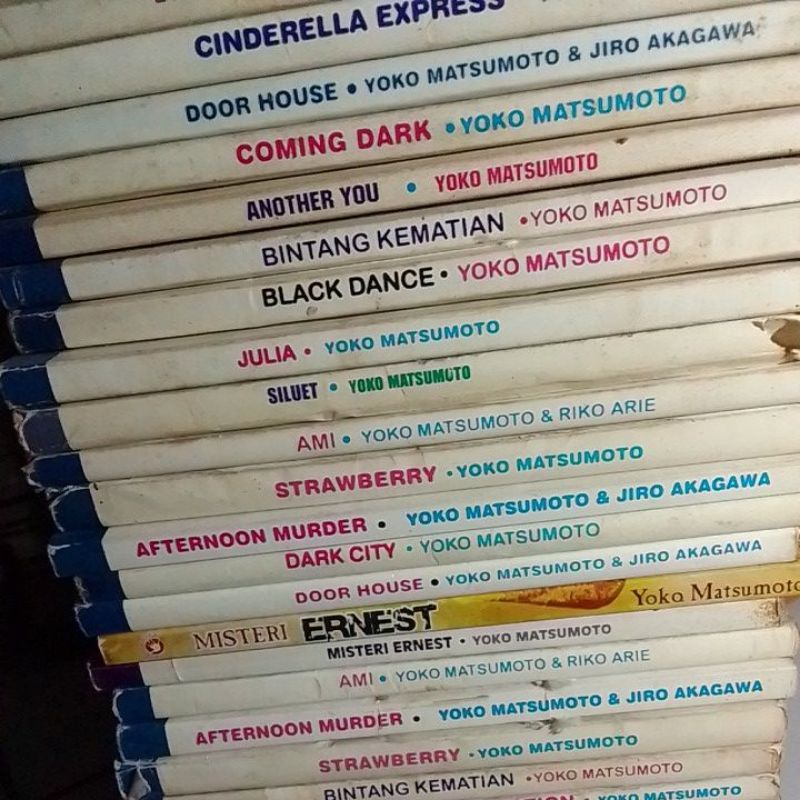 CINDERELLA EXPRESS
DOOR HOUSE • YOKO MATSUMOTO & JIRO AKAGAWA
COMING DARK • YOKO MATSUMOTO
ANOTHER YOU • YOKO MATSUMOTO
BINTANG KEMATIAN • YOKO MATSUMOTO
BLACK DANCE • YOKO MATSUMOTO
JULIA • YOKO MATSUMOTO
SILUET • YOKO MATSUMOTO
AMI • YOKO MATSUMOTO & RIKO ARIE
STRAWBERRY • YOKO MATSUMOTO
AFTERNOON MURDER • YOKO MATSUMOTO & JIRO AKAGAWA
DARK CITY • YOKO MATSUMOTO
DOOR HOUSE • YOKO MATSUMOTO & JIRO AKAGAWA
MISTERI ERNEST Yoko Matsumoto
MISTERI ERNEST • YOKO MATSUMOTO
AMI • YOKO MATSUMOTO & RIKO ARIE
AFTERNOON MURDER • YOKO MATSUMOTO & JIRO AKAGAWA
STRAWBERRY • YOKO MATSUMOTO
BINTANG KEMATIAN • YOKO MATSUMOTO
• YOKO MATSUMOTO